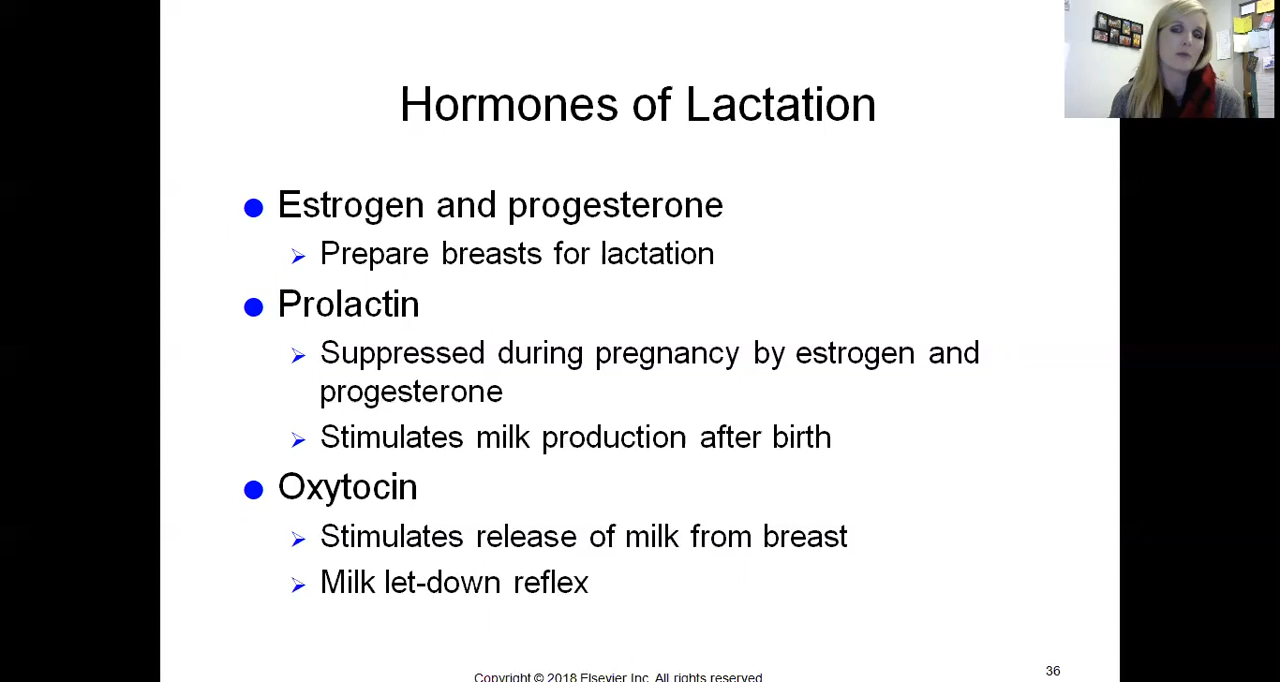 Hormones of Lactation
Estrogen and progesterone
Prepare breasts for lactation
Prolactin
Suppressed during pregnancy by estrogen and
progesterone
Stimulates milk production after birth
Oxytocin
Stimulates release of milk from breast
Milk let-down reflex
Copyright © 2018 Elsevier Inc. All rights reserved
36